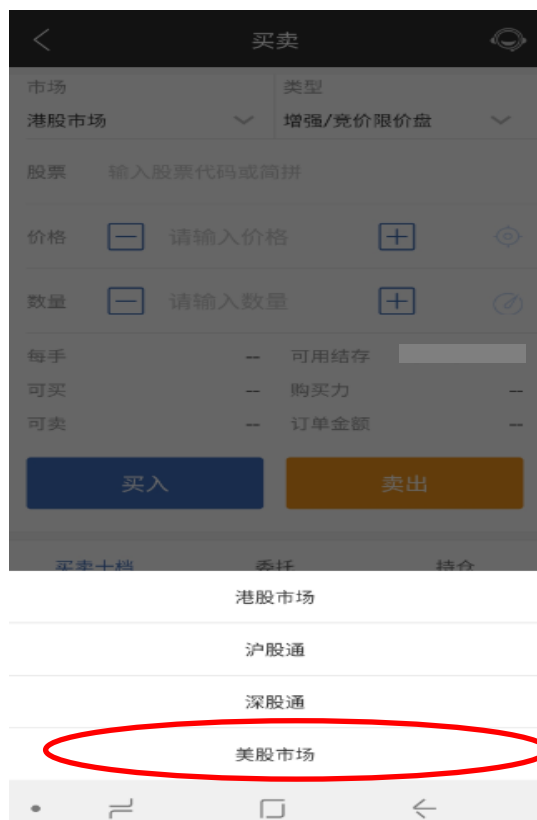 买卖
市场 类型
港股市场 增强/竞价限价盘
股票 输入股票代码或简拼
价格 请输入价格
数量 请输入数量
每手 -- 可用结存
可买 -- 购买力 --
可卖 -- 订单金额 --
买入 卖出
买卖十档 委托 持仓
港股市场
沪股通
深股通
美股市场